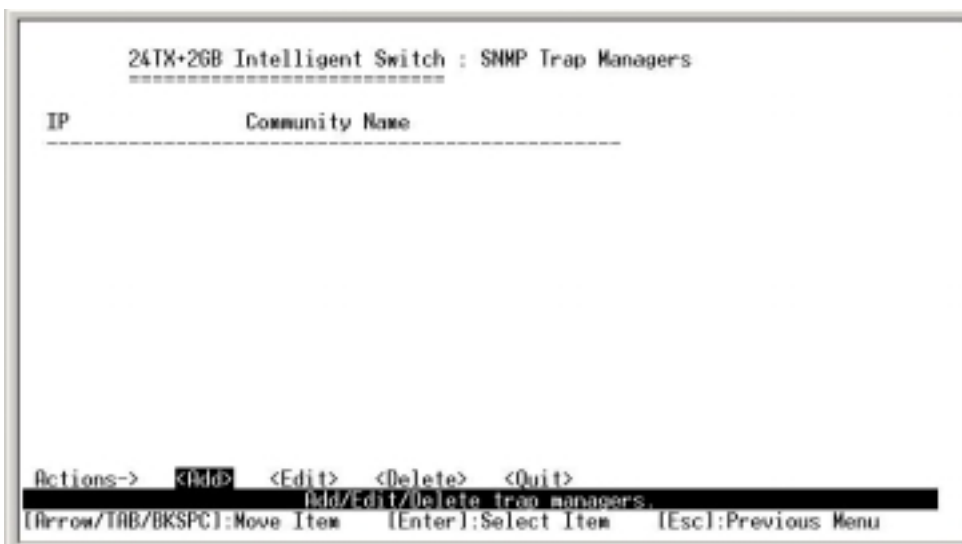 24TX+2GB Intelligent Switch : SNMP Trap Managers
===========================
IP Community Name
-------------------------------------------------
Actions-> <Add> <Edit> <Delete> <Quit>
Add/Edit/Delete trap managers.
[Arrow/TAB/BKSPC]:Move Item [Enter]:Select Item [Esc]:Previous Menu